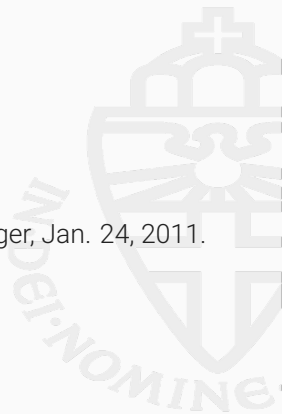 ger, Jan. 24, 2011.
IN·DEI·NOMINE·